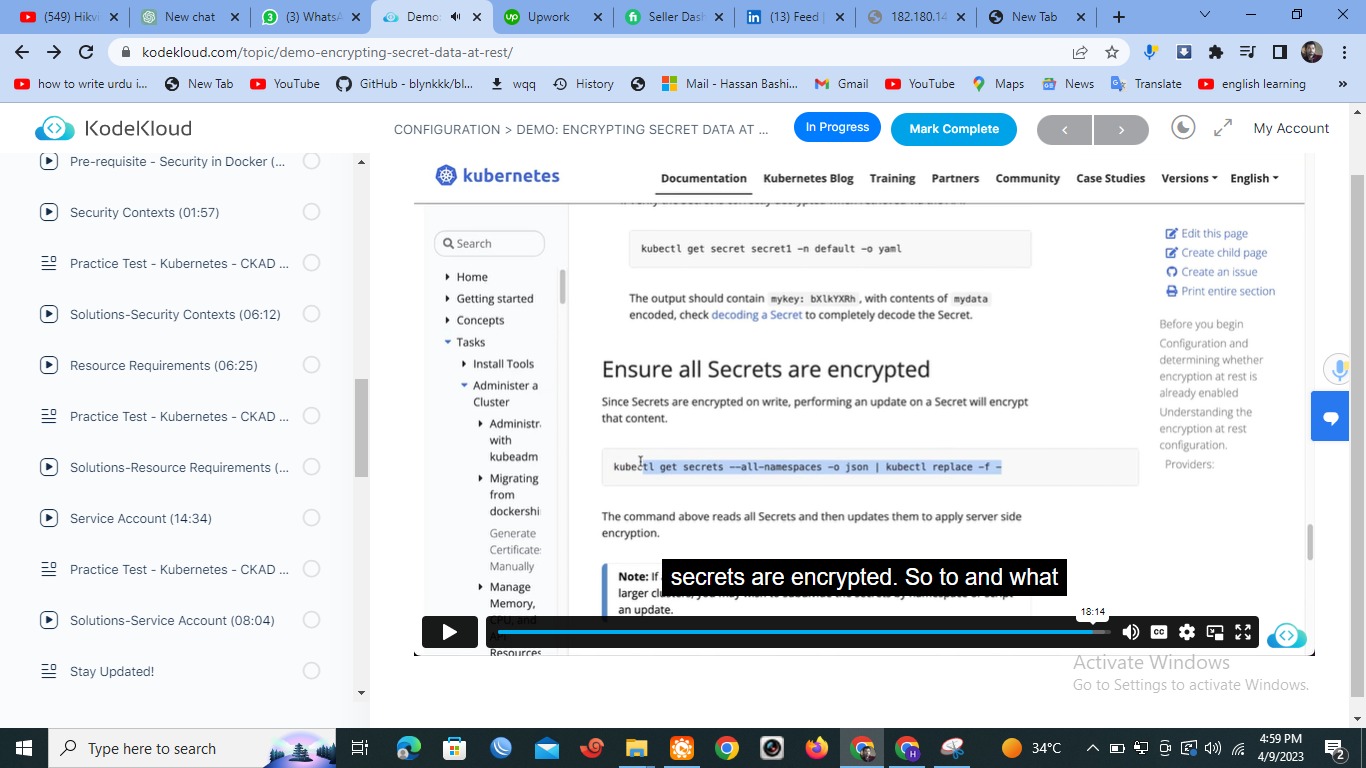 (549) Hikvi
New chat
(3) WhatsA
Demo:
Upwork
Seller Dash
(13) Feed |
182.180.14
New Tab
kodekloud.com/topic/demo-encrypting-secret-data-at-rest/
how to write urdu i...
New Tab
YouTube
GitHub - blynkkk/bl...
wqq
History
Mail - Hassan Bashi...
Gmail
YouTube
Maps
News
Translate
english learning
KodeKloud
CONFIGURATION > DEMO: ENCRYPTING SECRET DATA AT ...
In Progress
Mark Complete
My Account
Pre-requisite - Security in Docker (...
Security Contexts (01:57)
Practice Test - Kubernetes - CKAD ...
Solutions-Security Contexts (06:12)
Resource Requirements (06:25)
Practice Test - Kubernetes - CKAD ...
Solutions-Resource Requirements (...
Service Account (14:34)
Practice Test - Kubernetes - CKAD ...
Solutions-Service Account (08:04)
Stay Updated!
kubernetes
Documentation
Kubernetes Blog
Training
Partners
Community
Case Studies
Versions
English
Search
Home
Getting started
Concepts
Tasks
Install Tools
Administer a
Cluster
Administr
with
kubeadm
Migrating
from
dockershi
Generate
Certificate
Manually
Manage
Memory,
CPU, and
API
Resources
kubectl get secret secret1 -n default -o yaml
The output should contain mykey: bXlkYXRh , with contents of mydata
encoded, check decoding a Secret to completely decode the Secret.
Ensure all Secrets are encrypted
Since Secrets are encrypted on write, performing an update on a Secret will encrypt
that content.
kubectl get secrets --all-namespaces -o json | kubectl replace -f -
The command above reads all Secrets and then updates them to apply server side
encryption.
Note: If
larger clusters, you may wish to subdivide the secrets by namespace or script
an update.
secrets are encrypted. So to and what
Edit this page
Create child page
Create an issue
Print entire section
Before you begin
Configuration and
determining whether
encryption at rest is
already enabled
Understanding the
encryption at rest
configuration.
Providers:
18:14
CC
Activate Windows
Go to Settings to activate Windows.
Type here to search
34°C
4:59 PM
4/9/2023
2